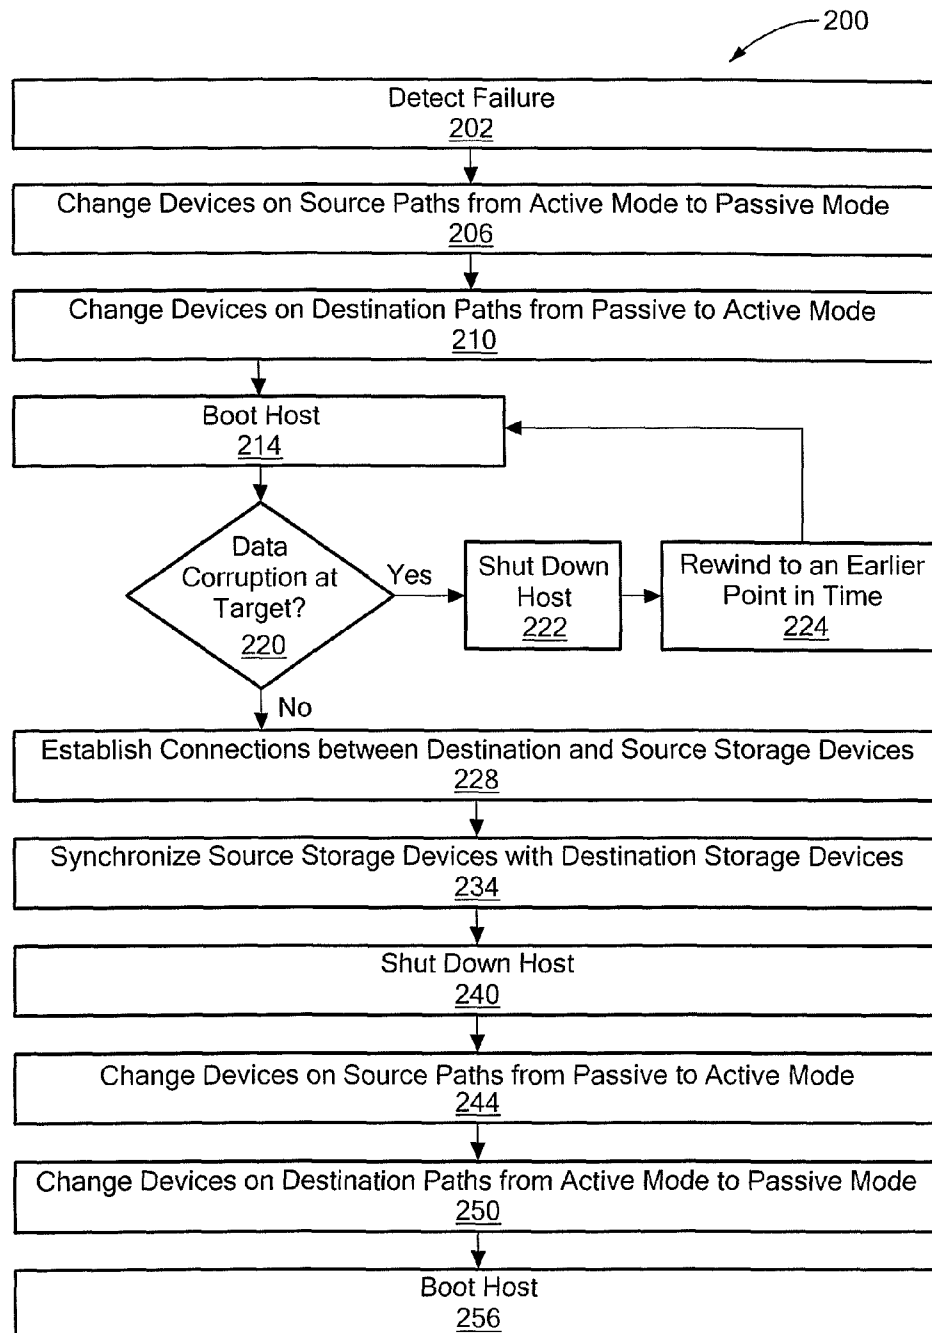 200
Detect Failure
202
Change Devices on Source Paths from Active Mode to Passive Mode
206
Change Devices on Destination Paths from Passive to Active Mode
210
Boot Host
214
Data
Corruption at
Target?
220
Yes
Shut Down
Host
222
Rewind to an Earlier
Point in Time
224
No
Establish Connections between Destination and Source Storage Devices
228
Synchronize Source Storage Devices with Destination Storage Devices
234
Shut Down Host
240
Change Devices on Source Paths from Passive to Active Mode
244
Change Devices on Destination Paths from Active Mode to Passive Mode
250
Boot Host
256